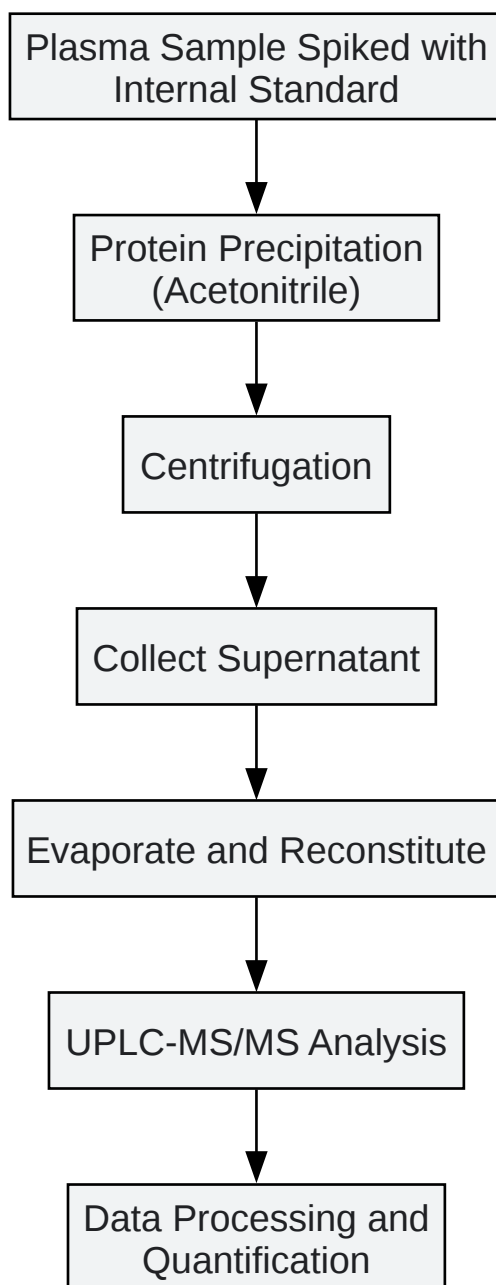 Plasma Sample Spiked with
Internal Standard
Protein Precipitation
(Acetonitrile)
Centrifugation
Collect Supernatant
Evaporate and Reconstitute
UPLC-MS/MS Analysis
Data Processing and
Quantification